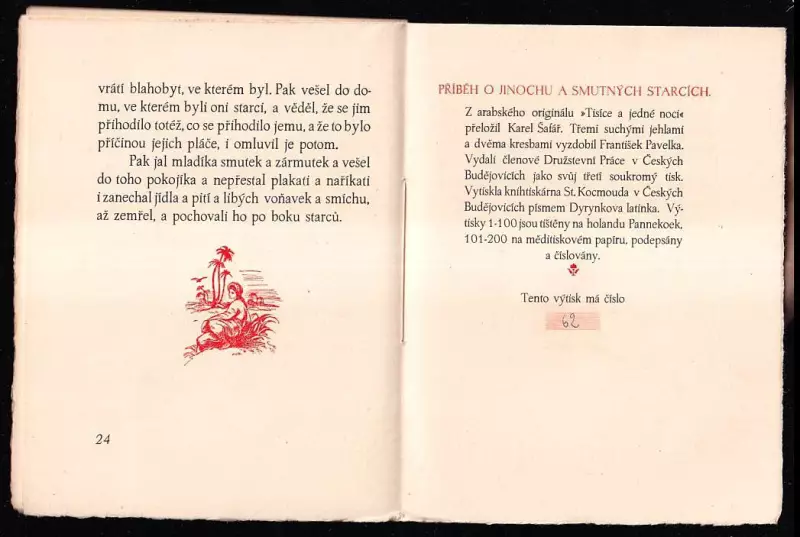 vrátí blahobyt, ve kterém byl. Pak vešel do do-
mu, ve kterém byli oni starci, a věděl, že se jim
přihodilo totéž, co se přihodilo jemu, a že to bylo
příčinou jejich pláče, i omluvil je potom.
Pak jal mladíka smutek a zármutek a vešel
do toho pokojíka a nepřestal plakati a naříkati
i zanechal jídla a pití a libých voňavek a smíchu,
až zemřel, a pochovali ho po boku starců.
24
PŘÍBĚH O JINOCHU A SMUTNÝCH STARCÍCH.
Z arabského originálu »Tisíce a jedné noci«
přeložil Karel Šafář. Třemi suchými jehlami
a dvěma kresbami vyzdobil František Pavelka.
Vydali členové Družstevní Práce v Českých
Budějovicích jako svůj třetí soukromý tisk.
Vytiskla knihtiskárna St. Kocmouda v Českých
Budějovicích písmem Dyrynkova latinka. Vý-
tisky 1-100 jsou tištěny na holandu Pannekoek,
101-200 na měditiskovém papíru, podepsány
a číslovány.
Tento výtisk má číslo
62